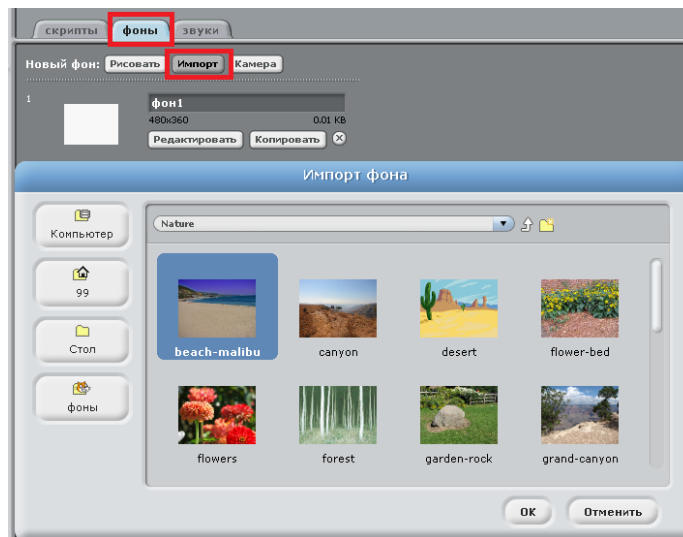 скрипты фоны звуки
Новый фон: Рисовать Импорт Камера
1
фон1
480x360 0.01 KB
Редактировать Копировать
Импорт фона
Компьютер
99
Стол
фоны
Nature
beach-malibu canyon desert flower-bed
flowers forest garden-rock grand-canyon
OK Отменить